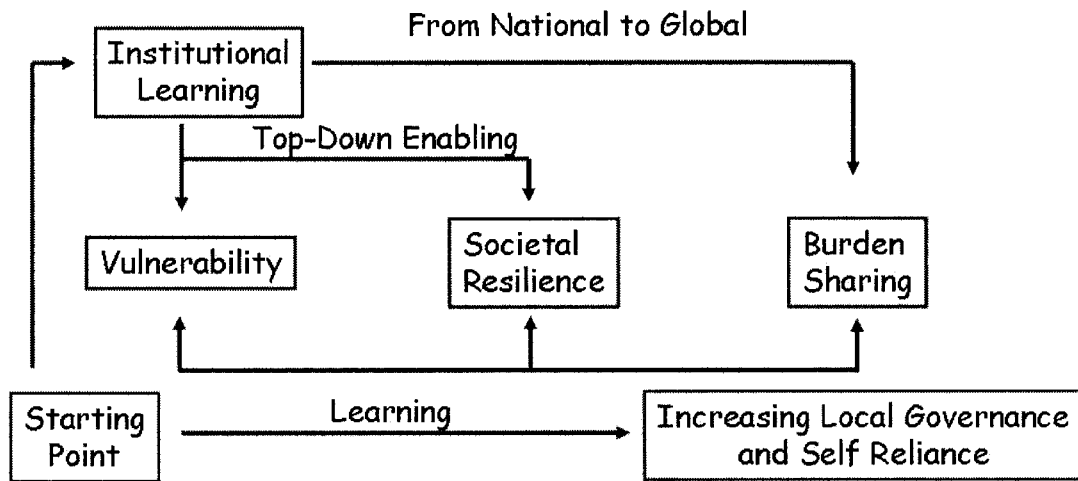 From National to Global
Institutional
Learning
Top-Down Enabling
Vulnerability
Societal
Resilience
Burden
Sharing
Starting
Point
Learning
Increasing Local Governance
and Self Reliance